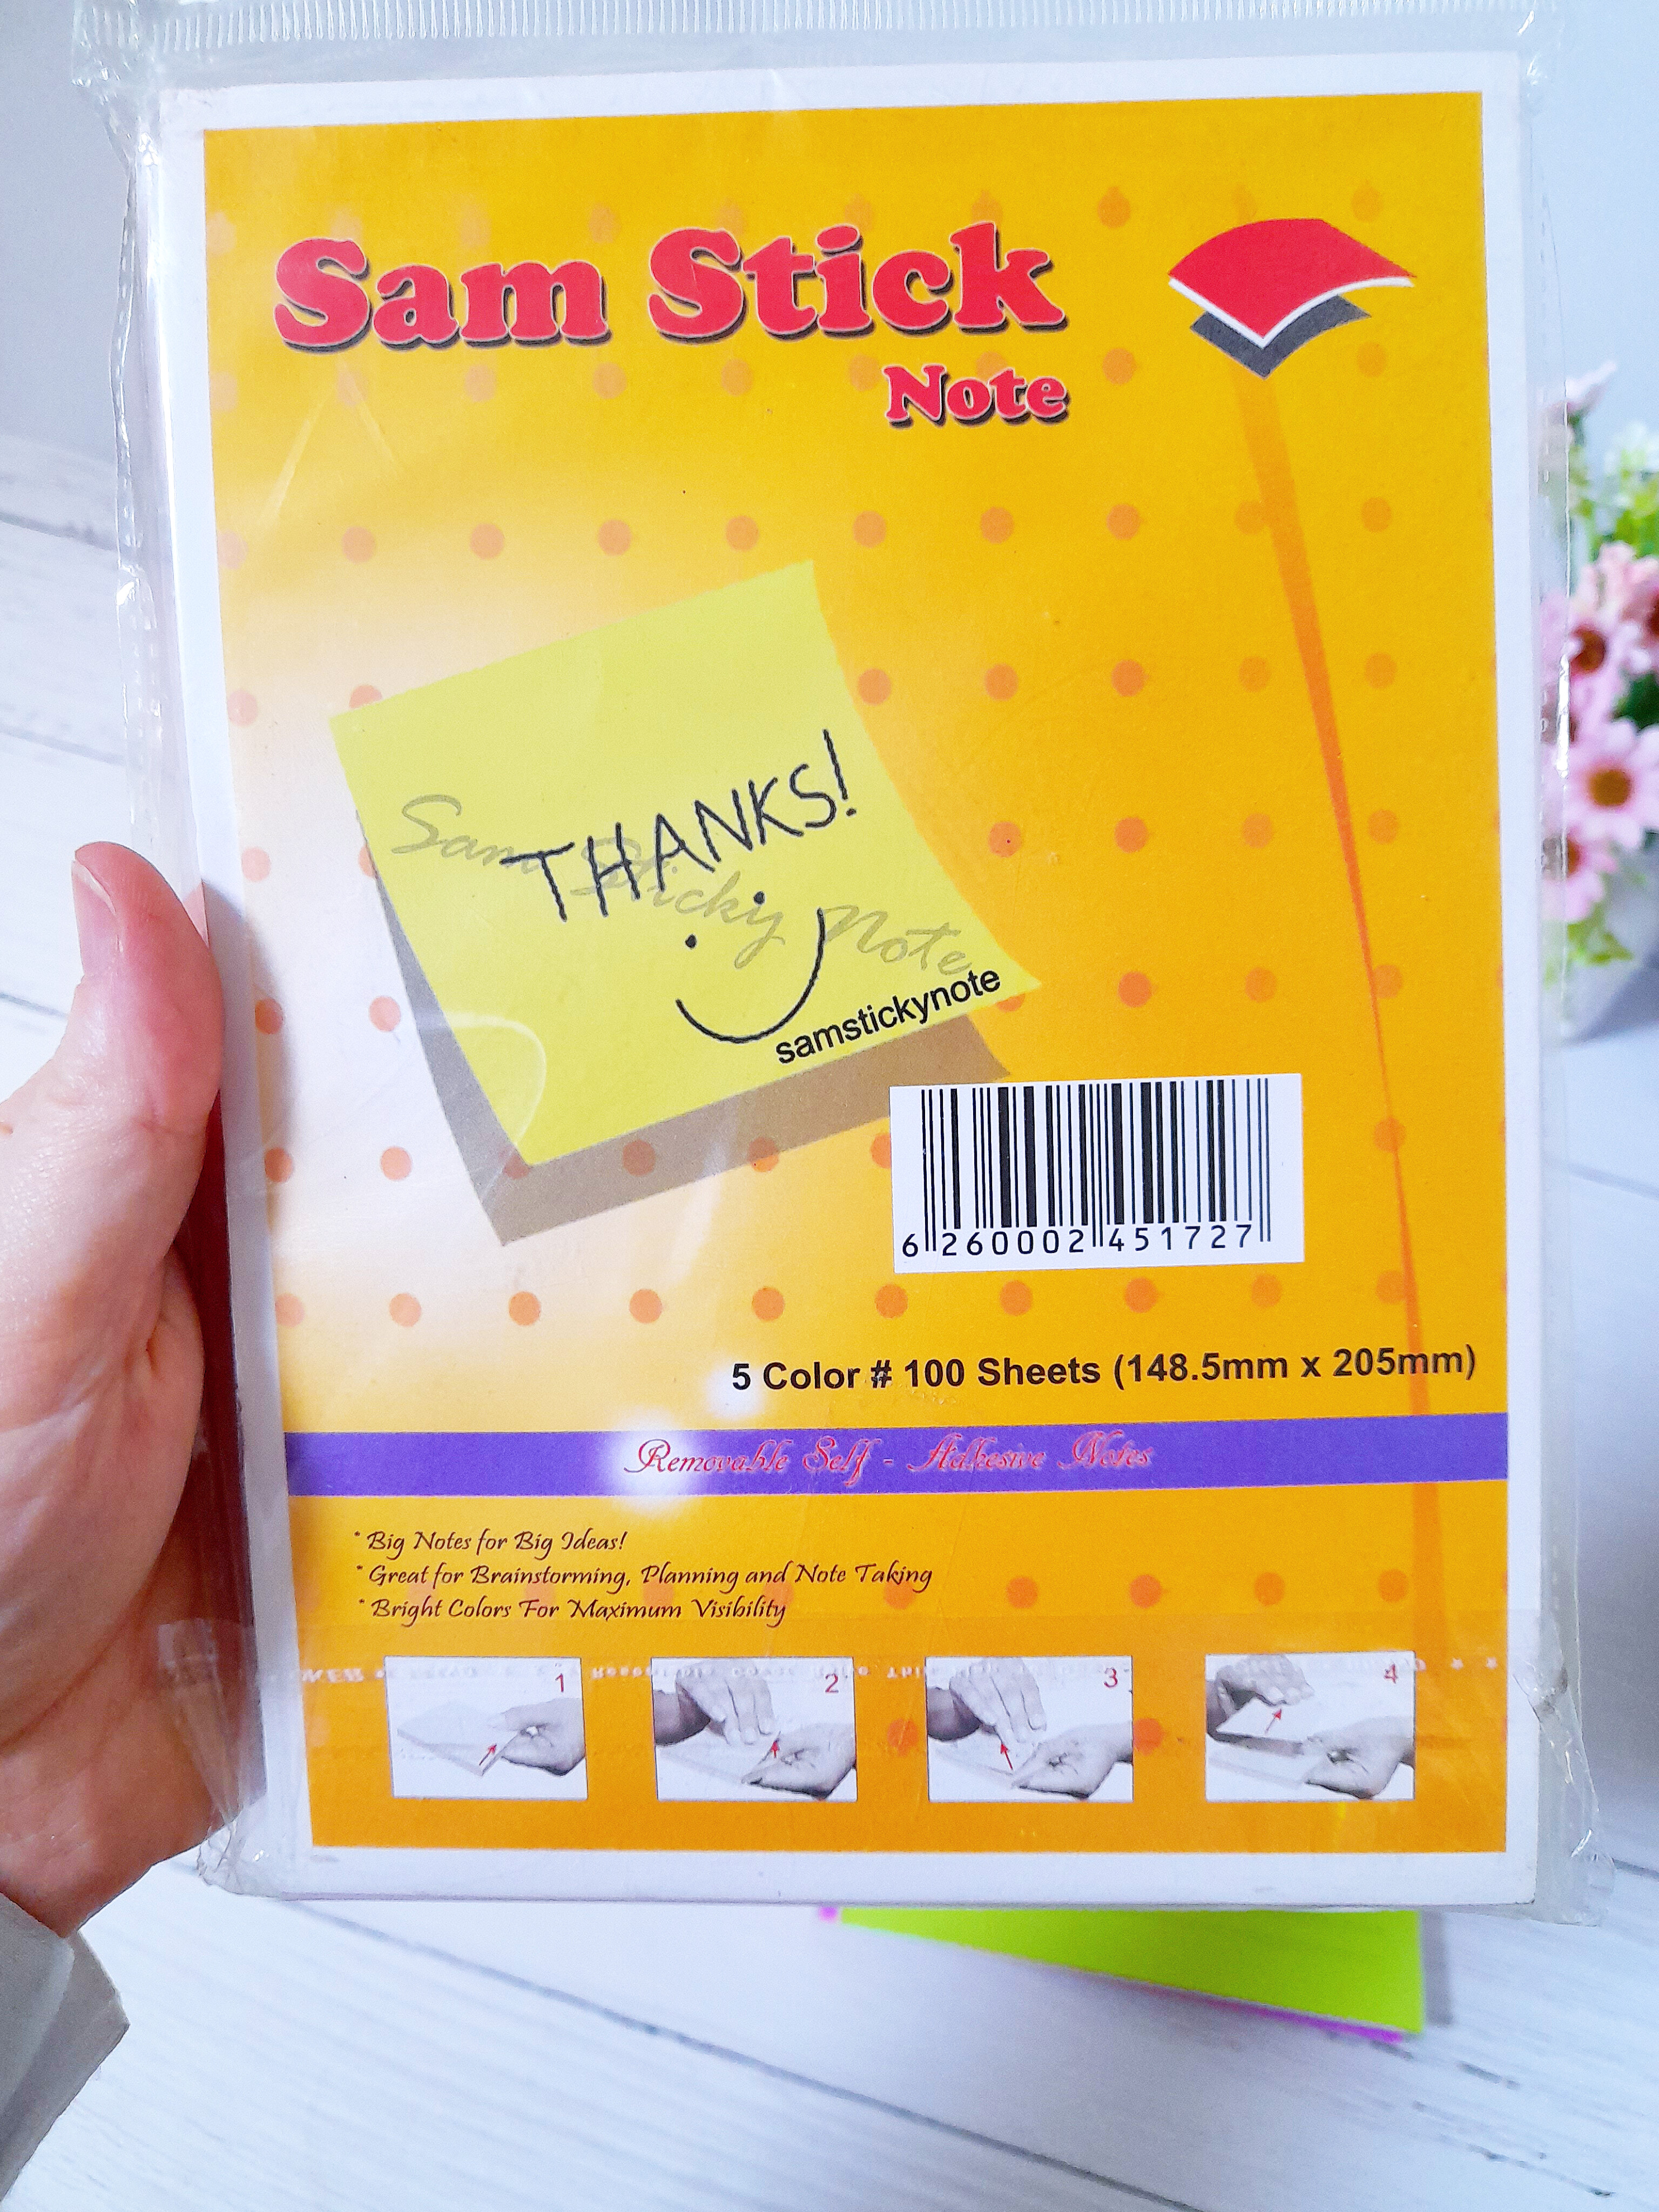 Sam Stick
Note
THANKS!
Sam Sticky Note
samstickynote
6 260002 451727
5 Color # 100 Sheets (148.5mm x 205mm)
Removable Self - Adhesive Notes
* Big Notes for Big Ideas!
* Great for Brainstorming, Planning and Note Taking
* Bright Colors For Maximum Visibility
1 2 3 4